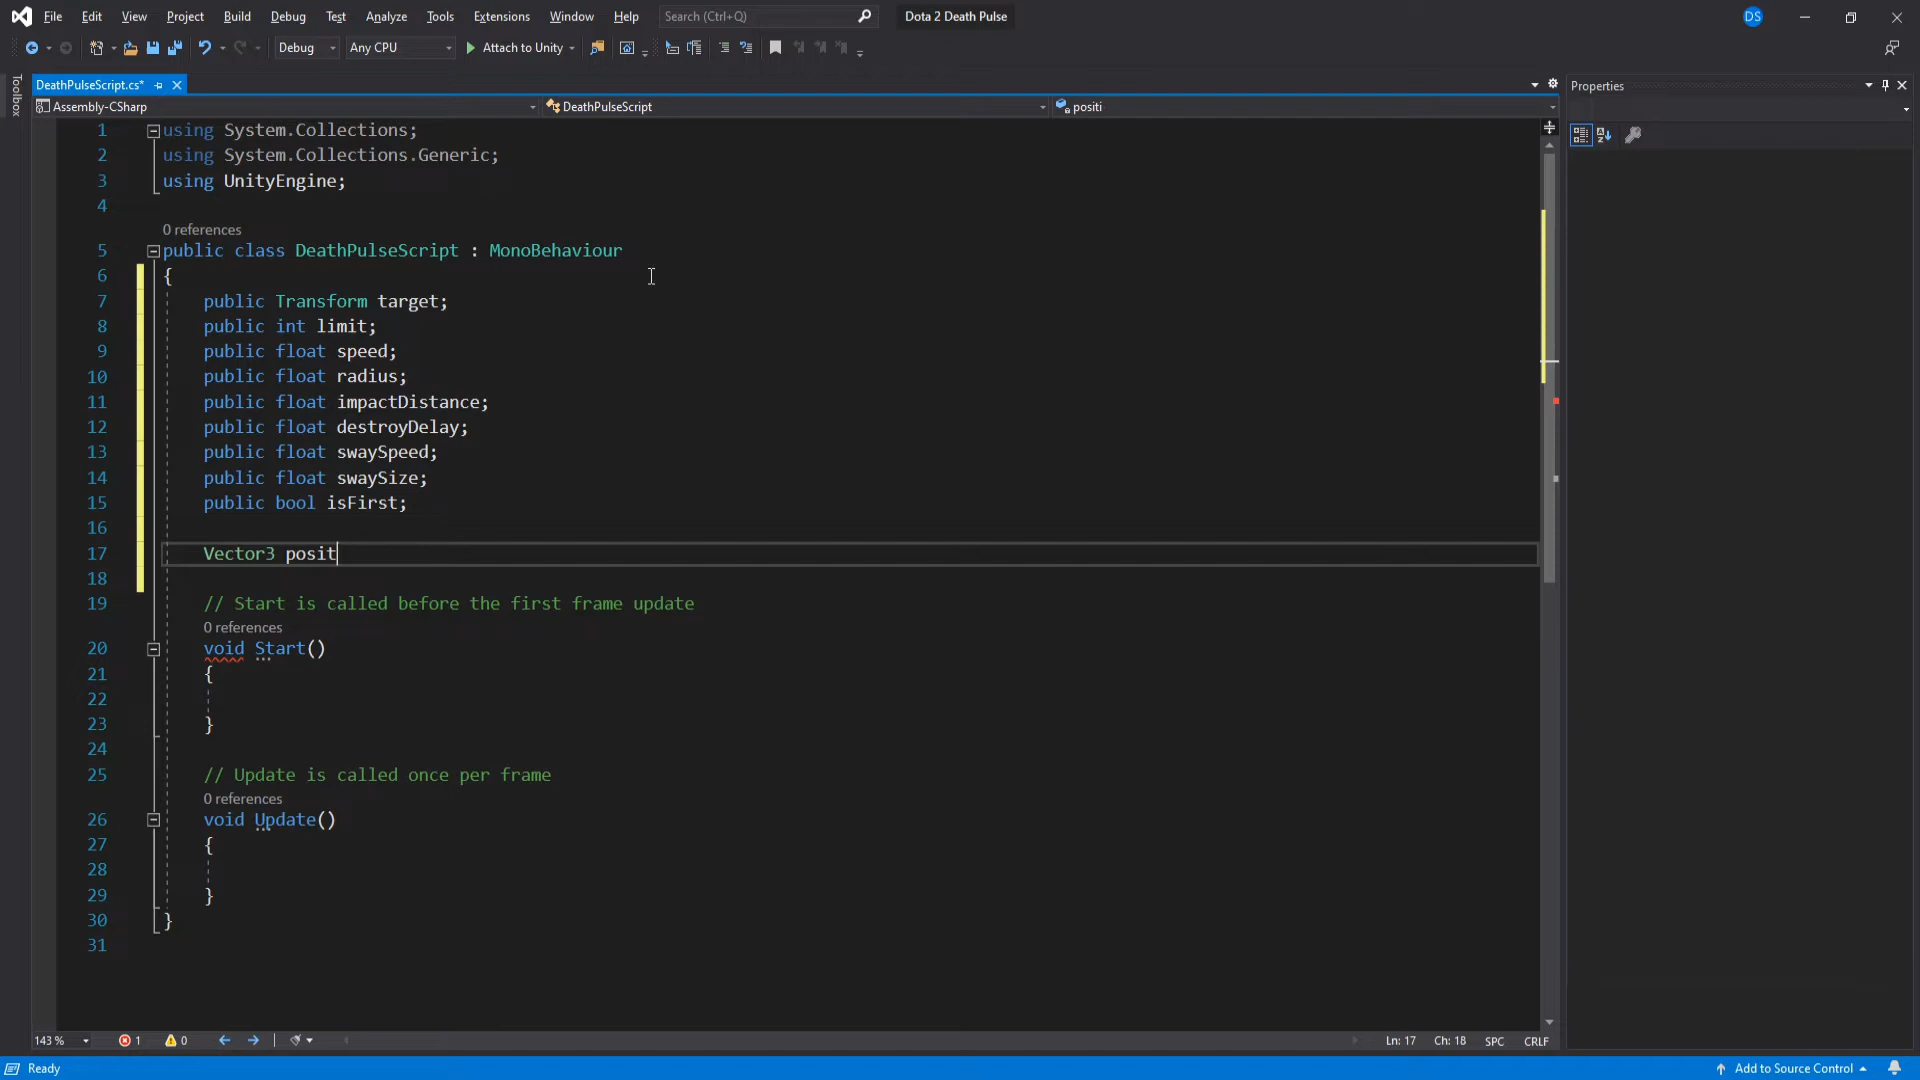 File Edit View Project Build Debug Test Analyze Tools Extensions Window Help Search (Ctrl+Q) Dota 2 Death Pulse DS
Debug Any CPU Attach to Unity
Toolbox
DeathPulseScript.cs*
Properties
Assembly-CSharp DeathPulseScript positi
1 using System.Collections;
2 using System.Collections.Generic;
3 using UnityEngine;
4
0 references
5 public class DeathPulseScript : MonoBehaviour
6 {
7 public Transform target;
8 public int limit;
9 public float speed;
10 public float radius;
11 public float impactDistance;
12 public float destroyDelay;
13 public float swaySpeed;
14 public float swaySize;
15 public bool isFirst;
16
17 Vector3 posit
18
19 // Start is called before the first frame update
0 references
20 void Start()
21 {
22
23 }
24
25 // Update is called once per frame
0 references
26 void Update()
27 {
28
29 }
30 }
31
143 % 1 0 Ln: 17 Ch: 18 SPC CRLF
Ready Add to Source Control